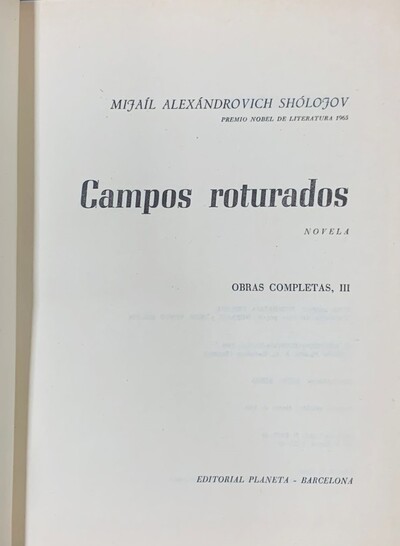 MIJAÍL ALEXÁNDROVICH SHÓLOJOV
PREMIO NOBEL DE LITERATURA 1965
Campos roturados
NOVELA
OBRAS COMPLETAS, III
EDITORIAL PLANETA - BARCELONA